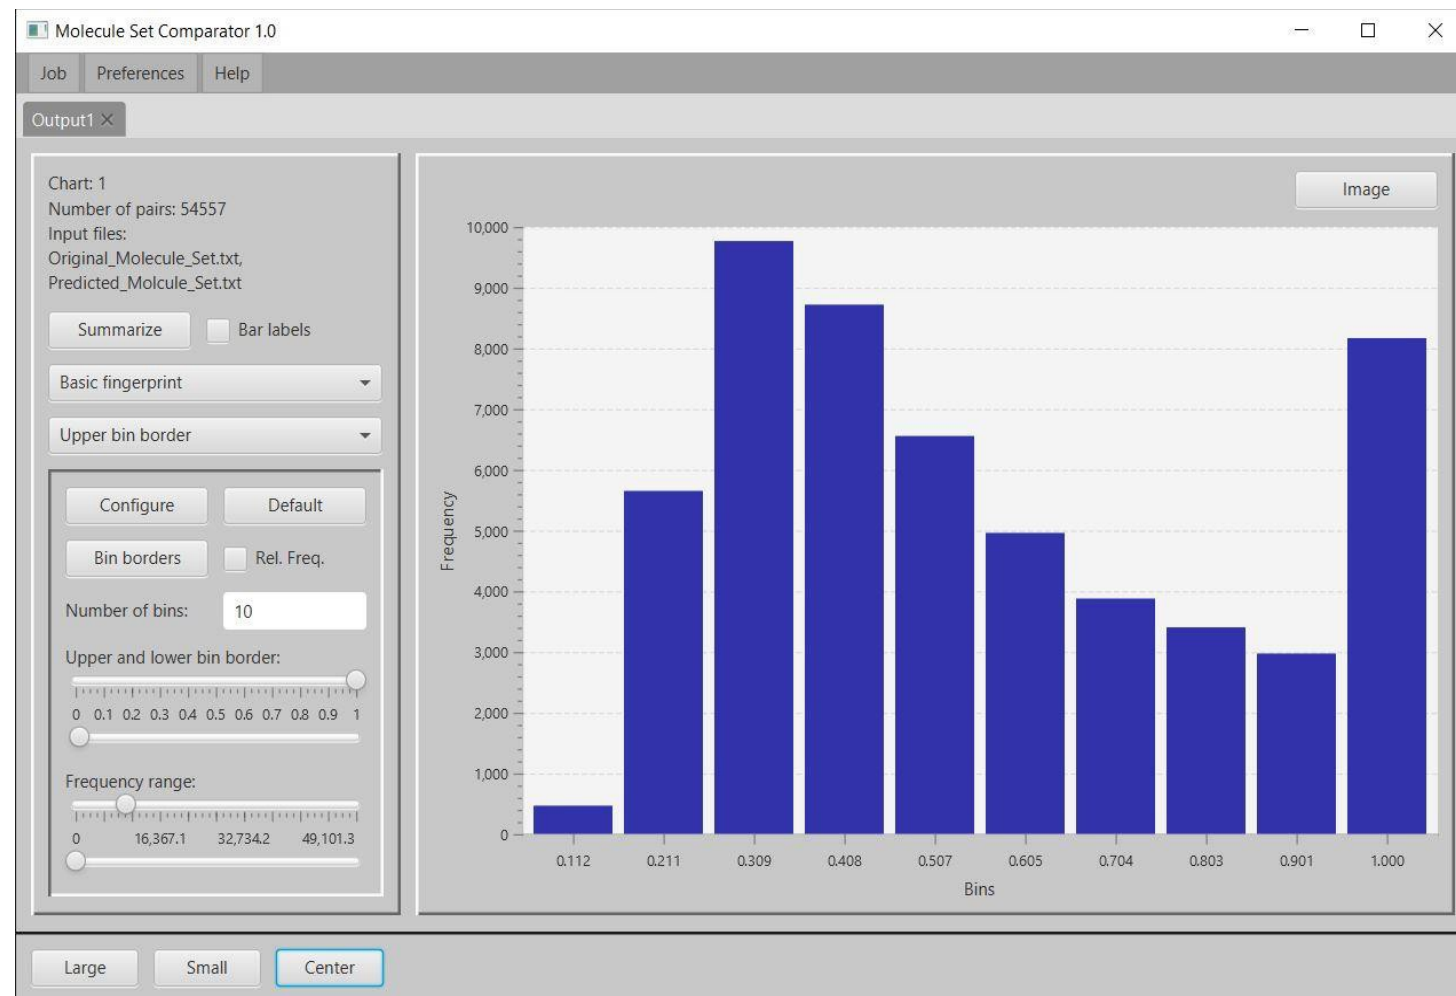 Molecule Set Comparator 1.0
Job Preferences Help
Output1
Chart: 1
Number of pairs: 54557
Input files:
Original_Molecule_Set.txt,
Predicted_Molcule_Set.txt
Summarize Bar labels
Basic fingerprint
Upper bin border
Configure Default
Bin borders Rel. Freq.
Number of bins: 10
Upper and lower bin border:
0 0.1 0.2 0.3 0.4 0.5 0.6 0.7 0.8 0.9 1
Frequency range:
0 16,367.1 32,734.2 49,101.3
Image
10,000
9,000
8,000
7,000
6,000
5,000
4,000
3,000
2,000
1,000
0
Frequency
0.112 0.211 0.309 0.408 0.507 0.605 0.704 0.803 0.901 1.000
Bins
Large Small Center